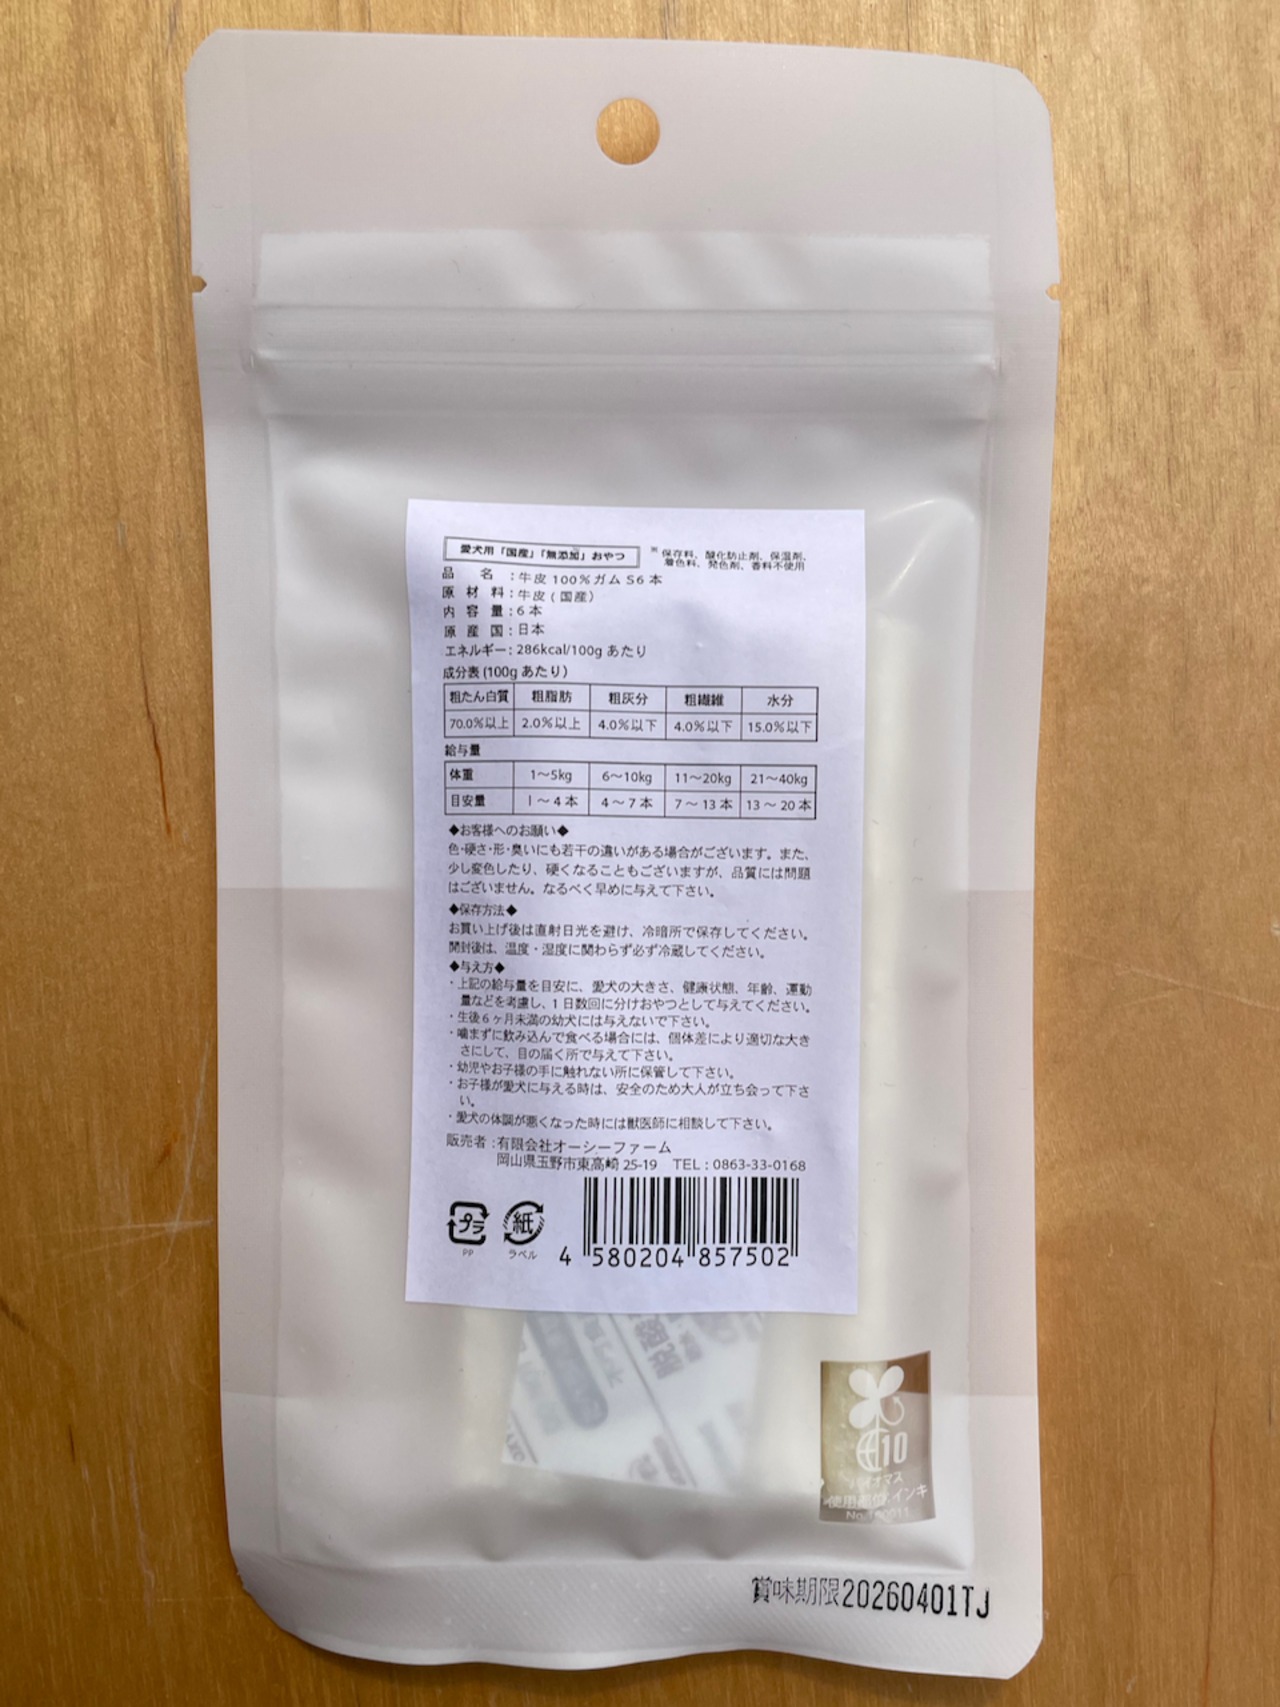 愛犬用「国産」「無添加」おやつ
※保存料、酸化防止剤、保湿剤、
着色料、発色剤、香料不使用
品名：牛皮100%ガムS6本
原材料：牛皮(国産)
内容量：6本
原産国：日本
エネルギー：286kcal/100gあたり
成分表(100gあたり)
粗たん白質 粗脂肪 粗灰分 粗繊維 水分
70.0%以上 2.0%以上 4.0%以下 4.0%以下 15.0%以下
給与量
体重 1～5kg 6～10kg 11～20kg 21～40kg
目安量 1～4本 4～7本 7～13本 13～20本
◆お客様へのお願い◆
色･硬さ･形･臭いにも若干の違いがある場合がございます。また、
少し変色したり、硬くなることもございますが、品質には問題
はございません。なるべく早めに与えて下さい。
◆保存方法◆
お買い上げ後は直射日光を避け、冷暗所で保存してください。
開封後は、温度・湿度に関わらず必ず冷蔵してください。
◆与え方◆
・上記の給与量を目安に、愛犬の大きさ、健康状態、年齢、運動
量などを考慮し、1日数回に分けおやつとして与えてください。
・生後6ヶ月未満の幼犬には与えないで下さい。
・噛まずに飲み込んで食べる場合には、個体差により適切な大き
さにして、目の届く所で与えて下さい。
・幼児やお子様の手に触れない所に保管して下さい。
・お子様が愛犬に与える時は、安全のため大人が立ち会って下さ
い。
・愛犬の体調が悪くなった時には獣医師に相談して下さい。
販売者：有限会社オーシーファーム
岡山県玉野市東高崎25-19 TEL：0863-33-0168
プラ 紙
PP ラベル
4 580204 857502
10
バイオマス
使用部位:インキ
賞味期限20260401TJ